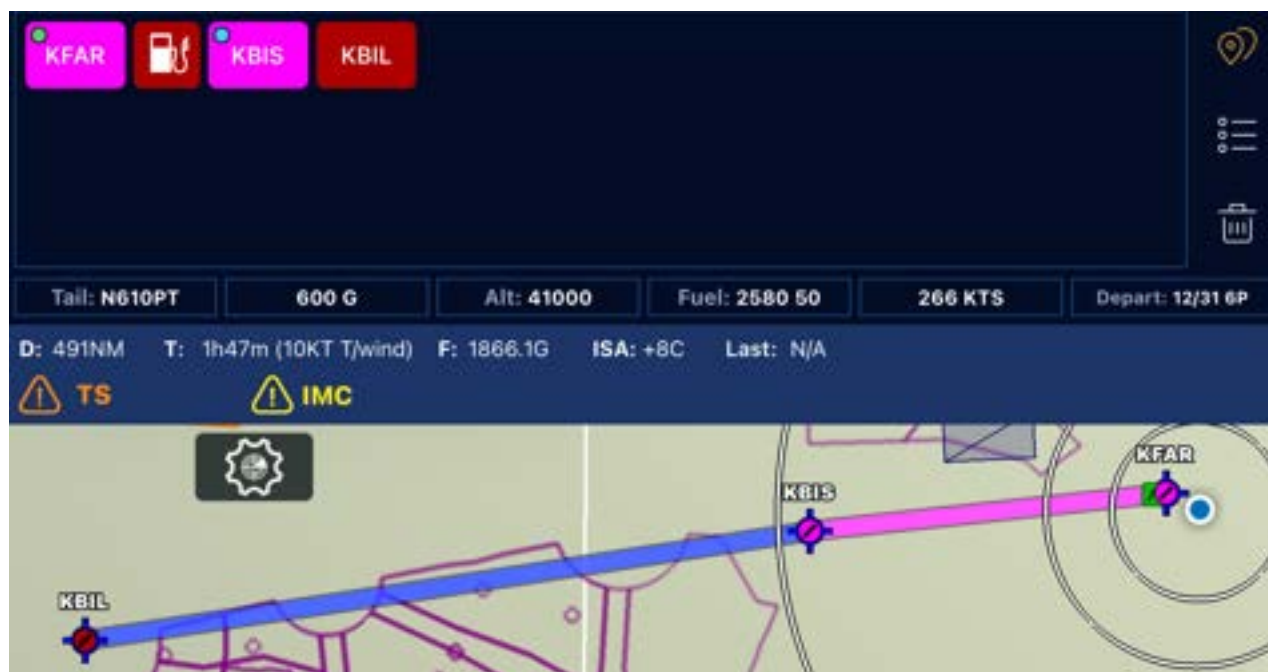 KFAR KBIS KBIL
Tail: N610PT 600 G Alt: 41000 Fuel: 2580 50 266 KTS Depart: 12/31 6P
D: 491NM T: 1h47m (10KT T/wind) F: 1866.1G ISA: +8C Last: N/A
TS IMC
KFAR
KBIS
KBIL